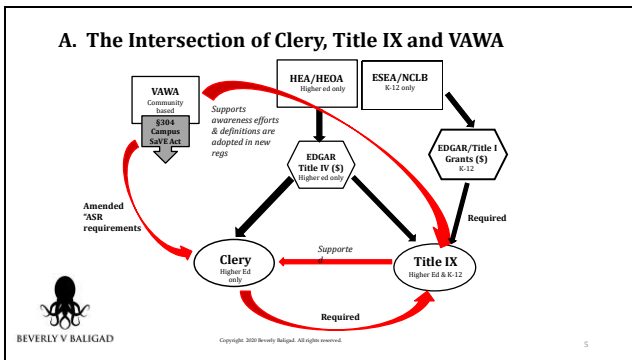 A. The Intersection of Clery, Title IX and VAWA
VAWA
Community
based
§304
Campus
SaVE Act
Supports
awareness efforts
& definitions are
adopted in new
regs
HEA/HEOA
Higher ed only
ESEA/NCLB
K-12 only
EDGAR
Title IV ($)
Higher ed only
EDGAR/Title I
Grants ($)
K-12
Amended
"ASR
requirements
Required
Clery
Higher Ed
only
Supporte
d
Title IX
Higher Ed & K-12
Required
BEVERLY V BALIGAD
Copyright. 2020 Beverly Baligad. All rights reserved.
5